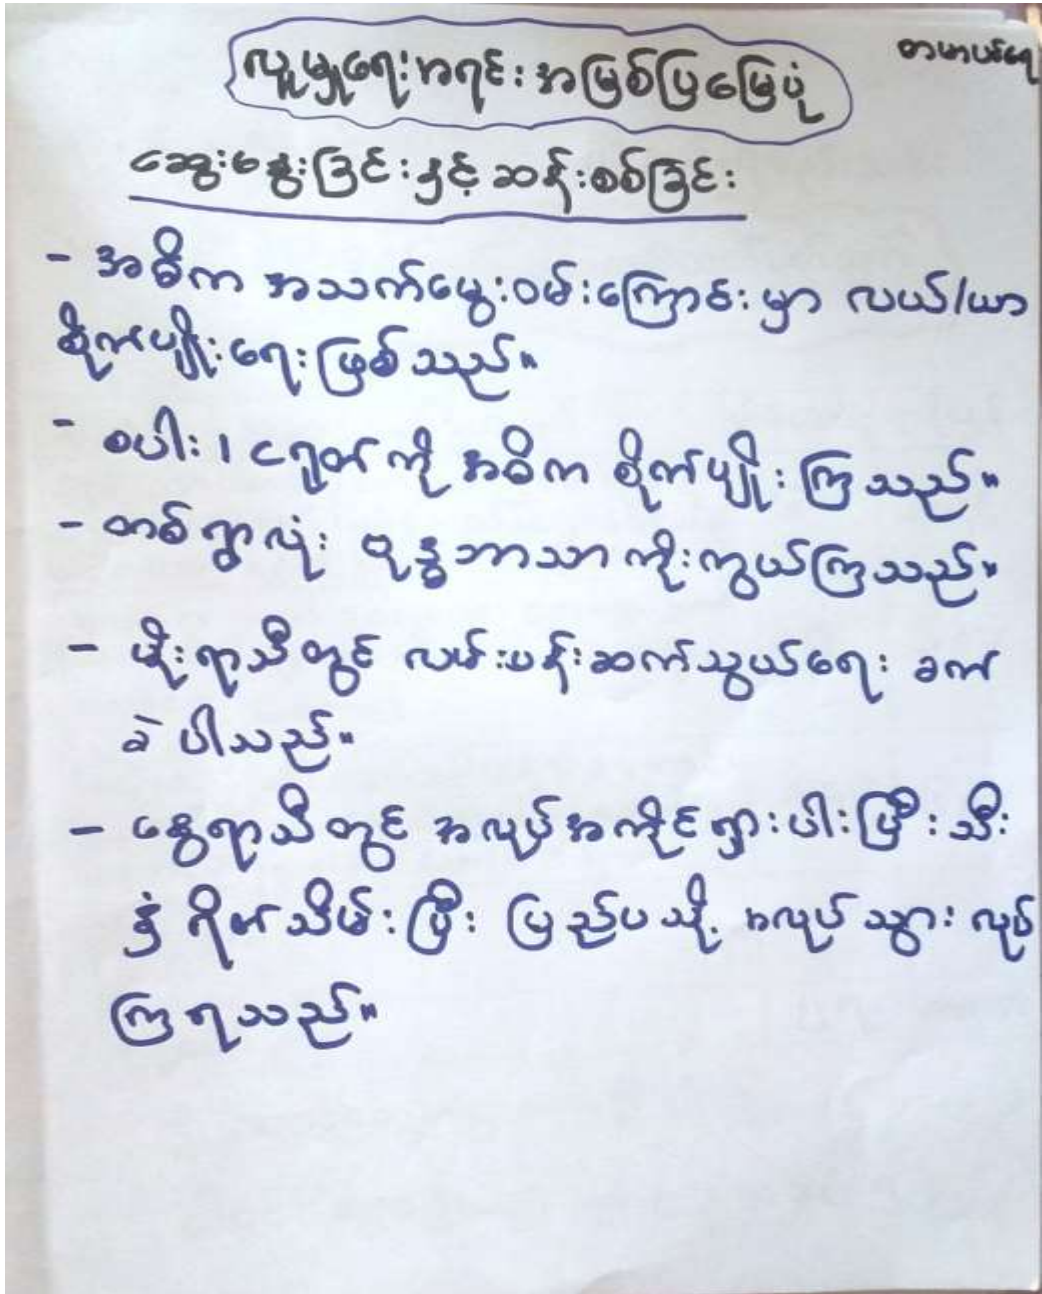 တမာပင်ရေ
လူမှုရေးအရင်းအမြစ်ပြမြေပုံ
ဆွေးနွေးခြင်းနှင့်ဆန်းစစ်ခြင်း
- အဓိက အသက်မွေးဝမ်းကြောင်းမှာ လယ်/ယာ
စိုက်ပျိုးရေးဖြစ်သည်။
- စပါး၊ ငရုတ်ကို အဓိက စိုက်ပျိုးကြသည်။
- တစ်ရွာလုံး ဗုဒ္ဓဘာသာ ကိုးကွယ်ကြသည်။
- မိုးရာသီတွင် လမ်းပန်းဆက်သွယ်ရေး ခက်
ခဲပါသည်။
- နွေရာသီတွင် အလုပ်အကိုင်ရှားပါးပြီး သီး
နှံရိတ်သိမ်းပြီး ပြည်ပသို့ အလုပ်သွားလုပ်
ကြရသည်။